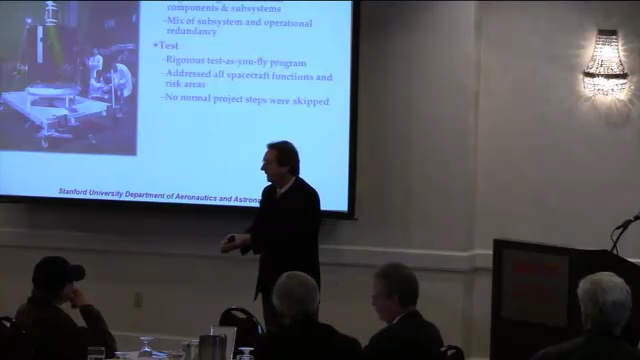 components & subsystems
–Mix of subsystem and operational
redundancy
•Test
–Rigorous test-as-you-fly program
–Addressed all spacecraft functions and
risk areas
–No normal project steps were skipped
Stanford University Department of Aeronautics and